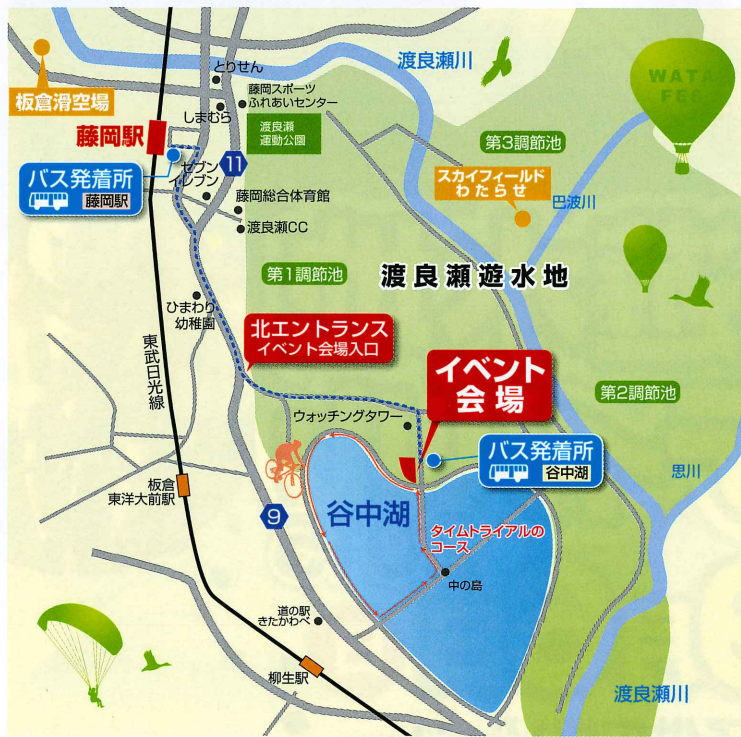 渡良瀬川
とりせん
板倉滑空場
藤岡スポーツ
ふれあいセンター
しまむら
藤岡駅
渡良瀬
運動公園
WATA
FES
第3調節池
バス発着所
藤岡駅
セブン
イレブン
11
スカイフィールド
わたらせ
巴波川
藤岡総合体育館
渡良瀬CC
第1調節池
渡良瀬遊水地
ひまわり
幼稚園
北エントランス
イベント会場入口
東武日光線
イベント
会場
第2調節池
ウォッチングタワー
バス発着所
谷中湖
思川
板倉
東洋大前駅
9
谷中湖
タイムトライアルの
コース
中の島
道の駅
きたかわべ
柳生駅
渡良瀬川